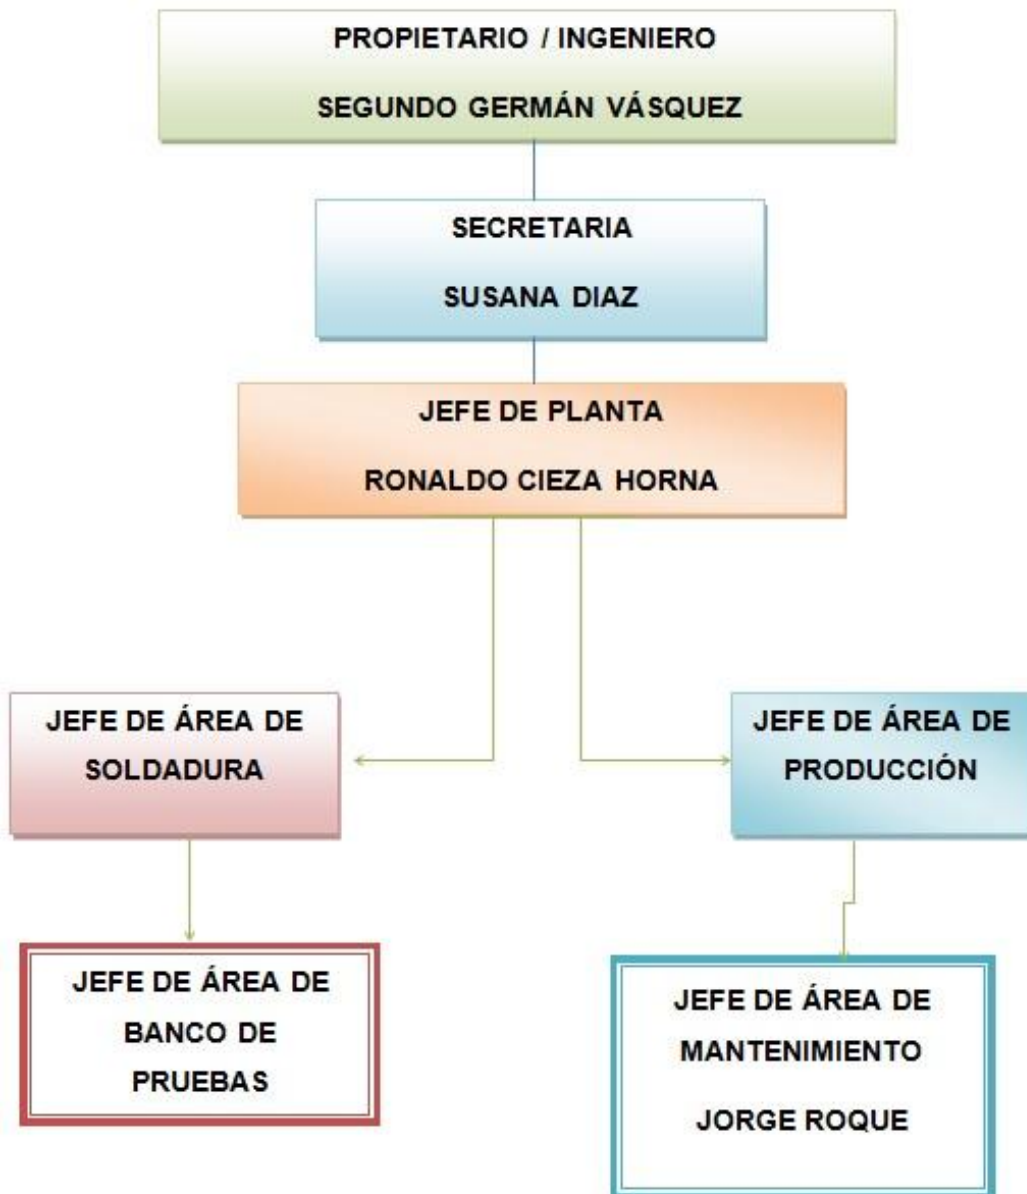 PROPIETARIO / INGENIERO
SEGUNDO GERMÁN VÁSQUEZ
SECRETARIA
SUSANA DIAZ
JEFE DE PLANTA
RONALDO CIEZA HORNA
JEFE DE ÁREA DE
SOLDADURA
JEFE DE ÁREA DE
PRODUCCIÓN
JEFE DE ÁREA DE
BANCO DE
PRUEBAS
JEFE DE ÁREA DE
MANTENIMIENTO
JORGE ROQUE